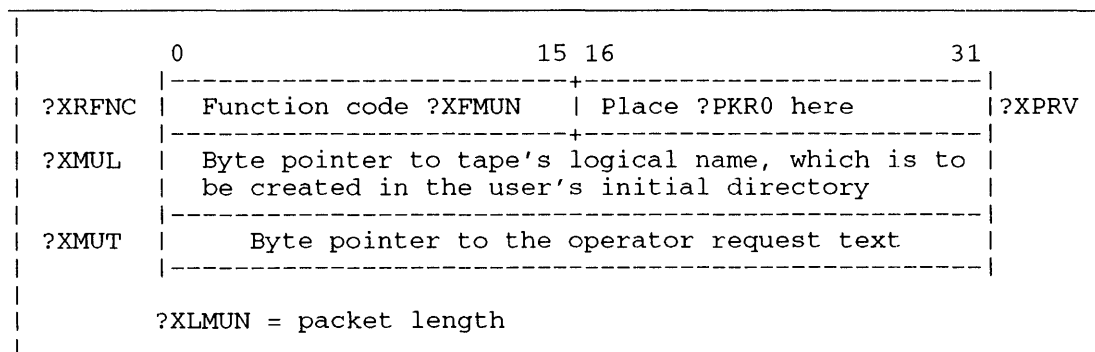 0 15 16 31
?XRFNC Function code ?XFMUN Place ?PKR0 here ?XPRV
?XMUL Byte pointer to tape's logical name, which is to
be created in the user's initial directory
?XMUT Byte pointer to the operator request text
?XLMUN = packet length